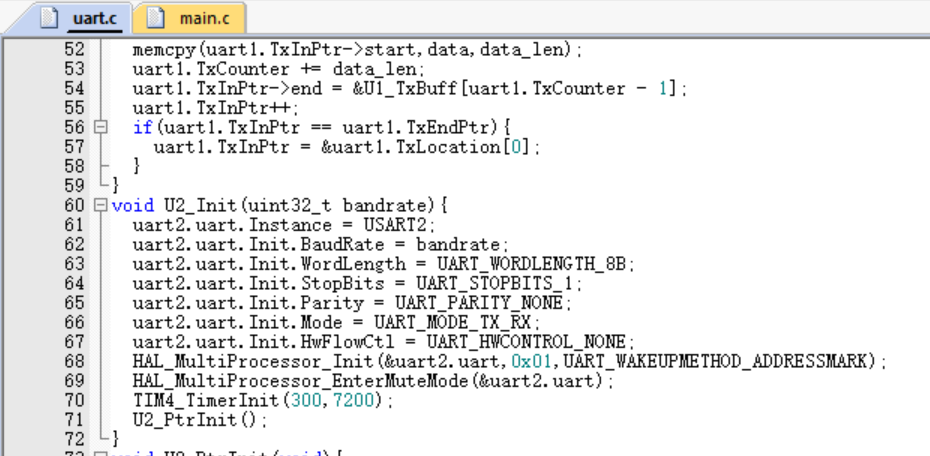 uart.c main.c
52 memcpy(uart1.TxInPtr->start,data,data_len);
53 uart1.TxCounter += data_len;
54 uart1.TxInPtr->end = &U1_TxBuff[uart1.TxCounter - 1];
55 uart1.TxInPtr++;
56 if(uart1.TxInPtr == uart1.TxEndPtr){
57 uart1.TxInPtr = &uart1.TxLocation[0];
58 }
59 }
60 void U2_Init(uint32_t bandrate){
61 uart2.uart.Instance = USART2;
62 uart2.uart.Init.BaudRate = bandrate;
63 uart2.uart.Init.WordLength = UART_WORDLENGTH_8B;
64 uart2.uart.Init.StopBits = UART_STOPBITS_1;
65 uart2.uart.Init.Parity = UART_PARITY_NONE;
66 uart2.uart.Init.Mode = UART_MODE_TX_RX;
67 uart2.uart.Init.HwFlowCtl = UART_HWCONTROL_NONE;
68 HAL_MultiProcessor_Init(&uart2.uart,0x01,UART_WAKEUPMETHOD_ADDRESSMARK);
69 HAL_MultiProcessor_EnterMuteMode(&uart2.uart);
70 TIM4_TimerInit(300,7200);
71 U2_PtrInit();
72 }
73 void U2_PtrInit(void){